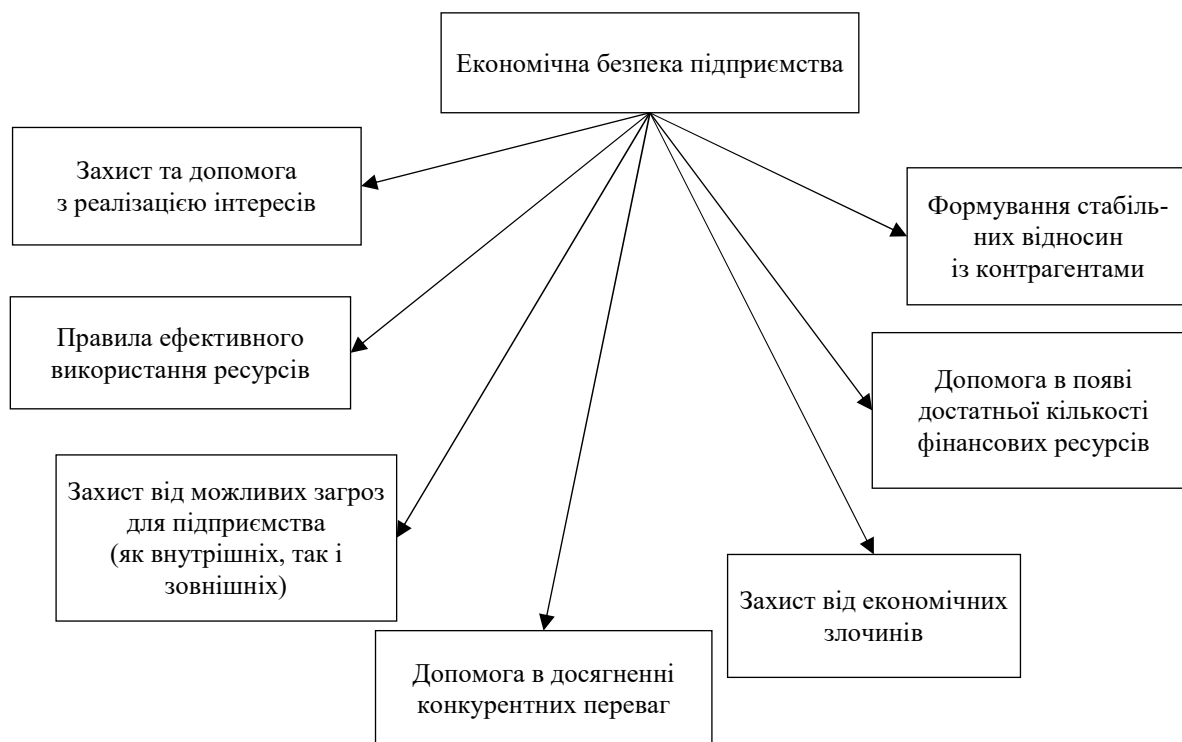 Економічна безпека підприємства
Захист та допомога
з реалізацією інтересів
Формування стабіль-
них відносин
із контрагентами
Правила ефективного
використання ресурсів
Допомога в появі
достатньої кількості
фінансових ресурсів
Захист від можливих загроз
для підприємства
(як внутрішніх, так і
зовнішніх)
Захист від економічних
злочинів
Допомога в досягненні
конкурентних переваг